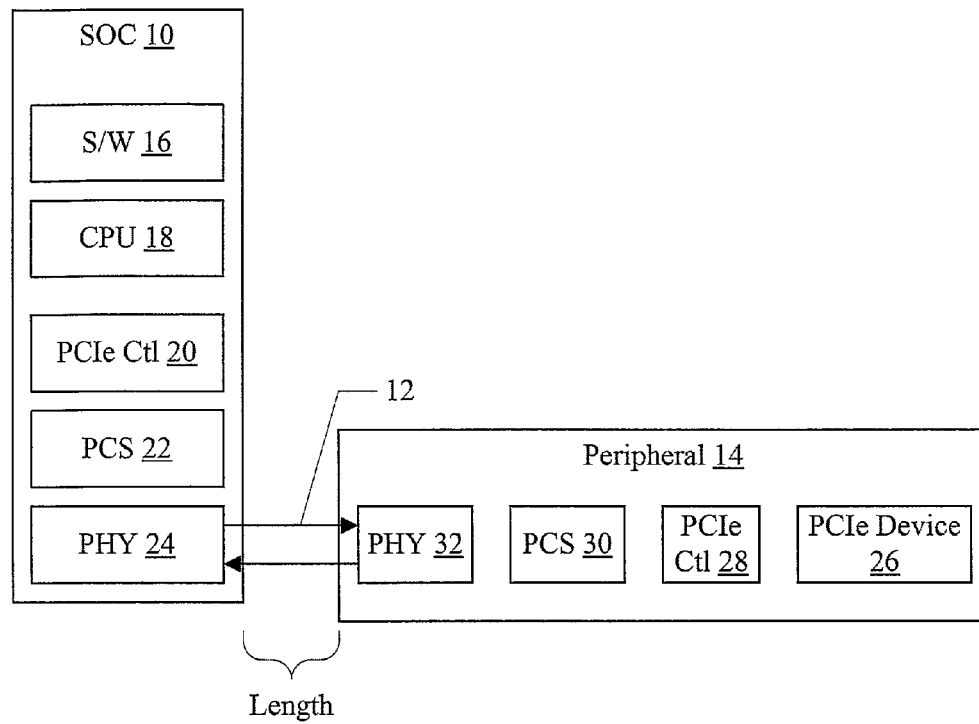 SOC 10
S/W 16
CPU 18
PCIe Ctl 20
PCS 22
PHY 24
12
Peripheral 14
PHY 32
PCS 30
PCIe
Ctl 28
PCIe Device
26
Length